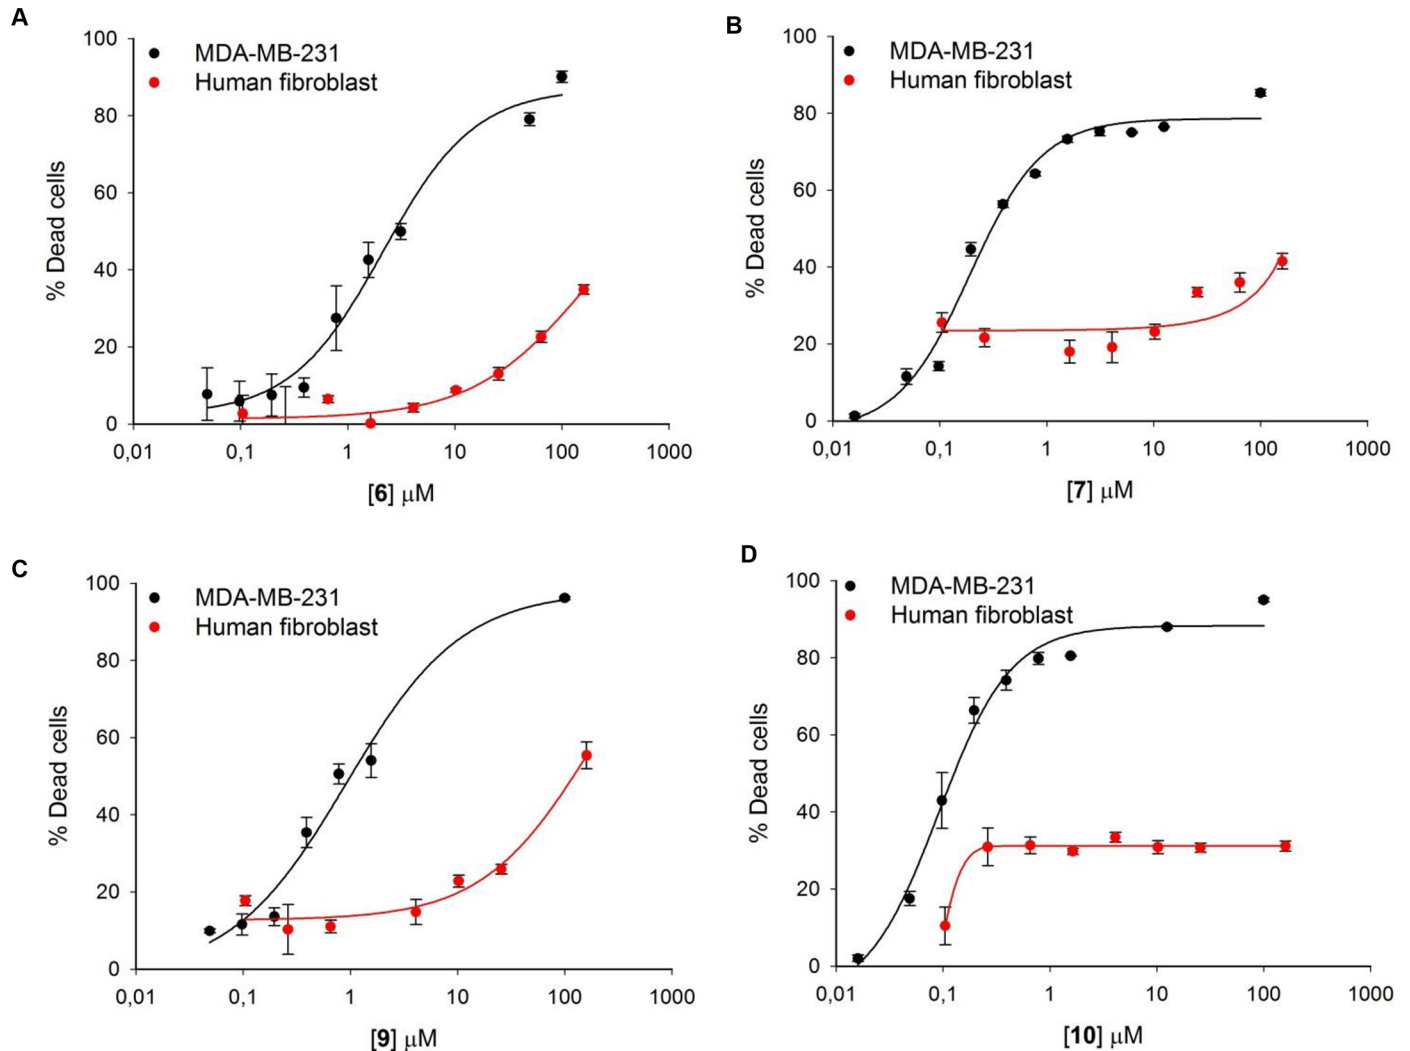 A
100
80
60
40
20
0
% Dead cells
MDA-MB-231
Human fibroblast
0,01 0,1 1 10 100 1000
[6] μM
B
100
80
60
40
20
0
% Dead cells
MDA-MB-231
Human fibroblast
0,01 0,1 1 10 100 1000
[7] μM
C
100
80
60
40
20
0
% Dead cells
MDA-MB-231
Human fibroblast
0,01 0,1 1 10 100 1000
[9] μM
D
100
80
60
40
20
0
% Dead cells
MDA-MB-231
Human fibroblast
0,01 0,1 1 10 100 1000
[10] μM